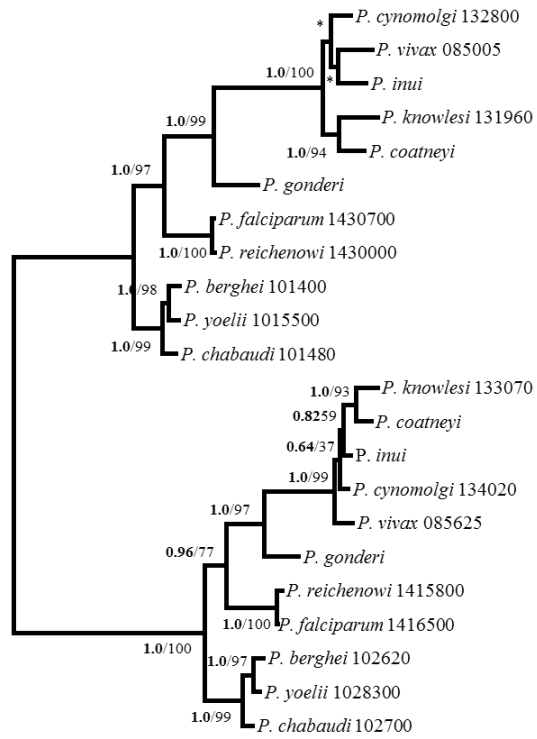 P. cynomolgi 132800
*
P. vivax 085005
1.0/100
*
P. inui
P. knowlesi 131960
1.0/99
1.0/94
P. coatneyi
1.0/97
P. gonderi
P. falciparum 1430700
1.0/100
P. reichenowi 1430000
1.0/98
P. berghei 101400
P. yoelii 1015500
1.0/99
P. chabaudi 101480
1.0/93
P. knowlesi 133070
0.8259
P. coatneyi
0.64/37
P. inui
1.0/99
P. cynomolgi 134020
1.0/97
P. vivax 085625
0.96/77
P. gonderi
P. reichenowi 1415800
1.0/100
P. falciparum 1416500
1.0/100
1.0/97
P. berghei 102620
P. yoelii 1028300
1.0/99
P. chabaudi 102700